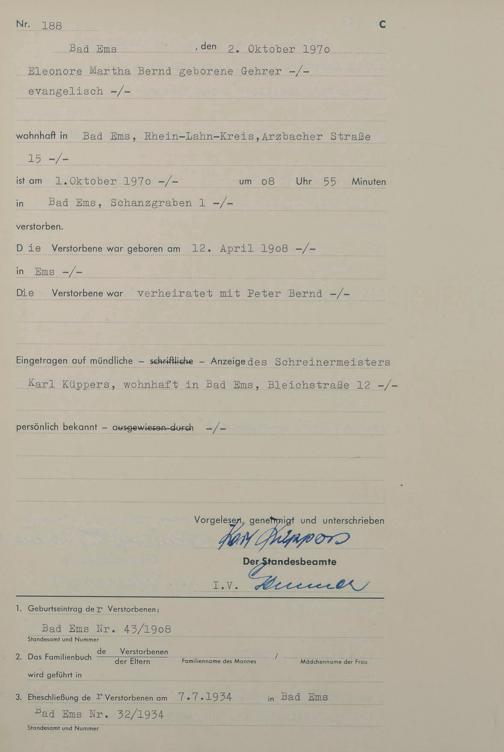 Nr. 188 C
Bad Ems , den 2. Oktober 197o
Eleonore Martha Bernd geborene Gehrer -/-
evangelisch -/-
wohnhaft in Bad Ems, Rhein-Lahn-Kreis,Arzbacher Straße
15 -/-
ist am 1.Oktober 197o -/- um o8 Uhr 55 Minuten
in Bad Ems, Schanzgraben 1 -/-
verstorben.
Die Verstorbene war geboren am 12. April 19o8 -/-
in Ems -/-
Die Verstorbene war verheiratet mit Peter Bernd -/-
Eingetragen auf mündliche – schriftliche – Anzeige des Schreinermeisters
Karl Küppers, wohnhaft in Bad Ems, Bleichstraße 12 -/-
persönlich bekannt – ausgewiesen durch -/-
Vorgelesen, genehmigt und unterschrieben
Karl Küppers
Der Standesbeamte
I.V.
1. Geburtseintrag der Verstorbenen:
Bad Ems Nr. 43/19o8
Standesamt und Nummer
2. Das Familienbuch de Verstorbenen
der Eltern Familienname des Mannes / Mädchenname der Frau
wird geführt in
3. Eheschließung der Verstorbenen am 7.7.1934 in Bad Ems
Bad Ems Nr. 32/1934
Standesamt und Nummer